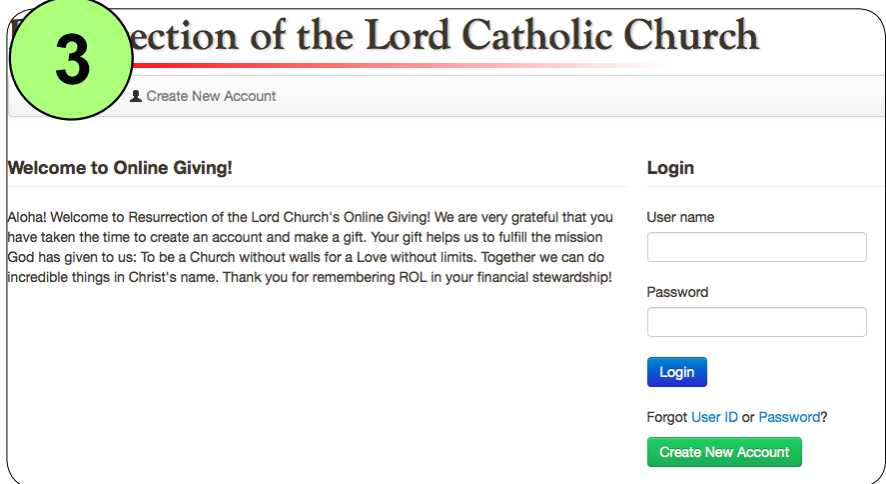 3
ection of the Lord Catholic Church
Create New Account
Welcome to Online Giving!
Aloha! Welcome to Resurrection of the Lord Church's Online Giving! We are very grateful that you
have taken the time to create an account and make a gift. Your gift helps us to fulfill the mission
God has given to us: To be a Church without walls for a Love without limits. Together we can do
incredible things in Christ's name. Thank you for remembering ROL in your financial stewardship!
Login
User name
Password
Login
Forgot User ID or Password?
Create New Account